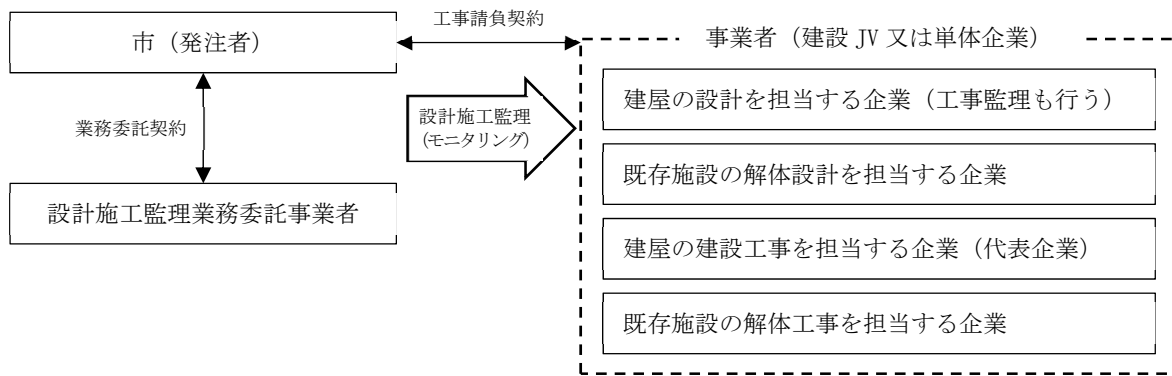 工事請負契約
市（発注者）
事業者（建設 JV 又は単体企業）
建屋の設計を担当する企業（工事監理も行う）
設計施工監理
(モニタリング)
業務委託契約
既存施設の解体設計を担当する企業
設計施工監理業務委託事業者
建屋の建設工事を担当する企業（代表企業）
既存施設の解体工事を担当する企業